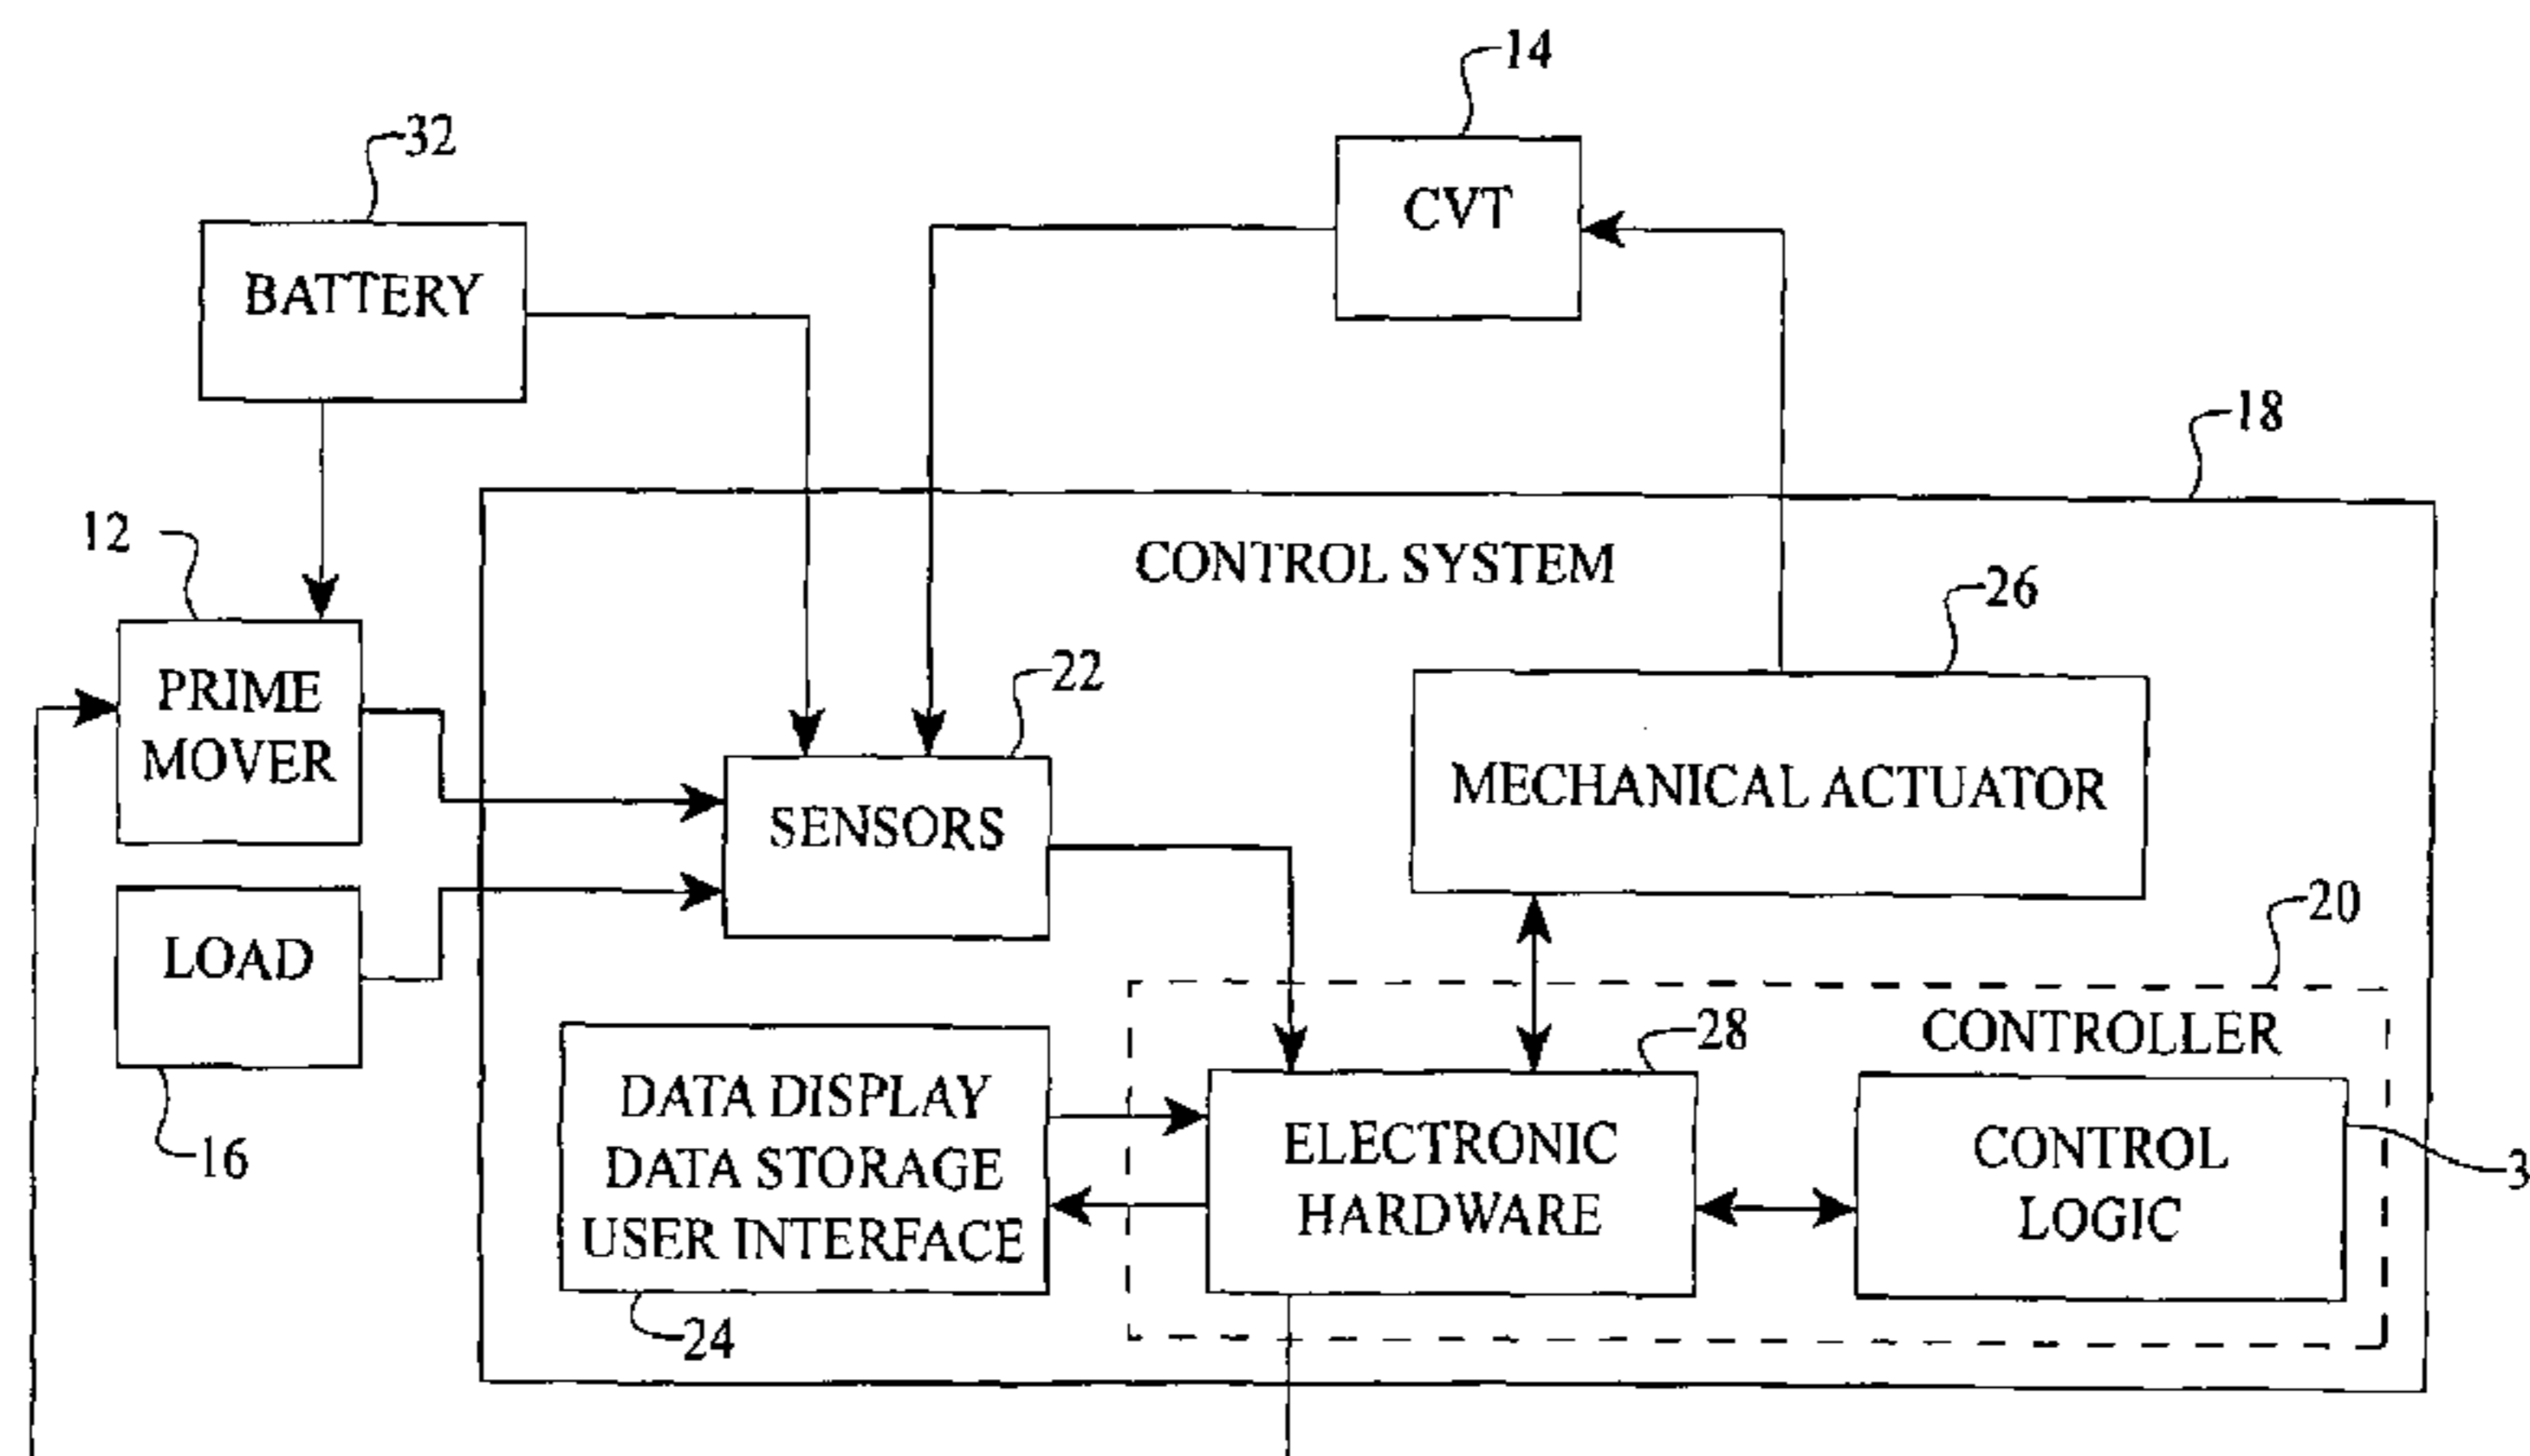 14
32
CVT
BATTERY
18
12
CONTROL SYSTEM
26
PRIME
MOVER
22
SENSORS
MECHANICAL ACTUATOR
20
LOAD
CONTROLLER
28
16
DATA DISPLAY
DATA STORAGE
USER INTERFACE
ELECTRONIC
HARDWARE
CONTROL
LOGIC
3
24